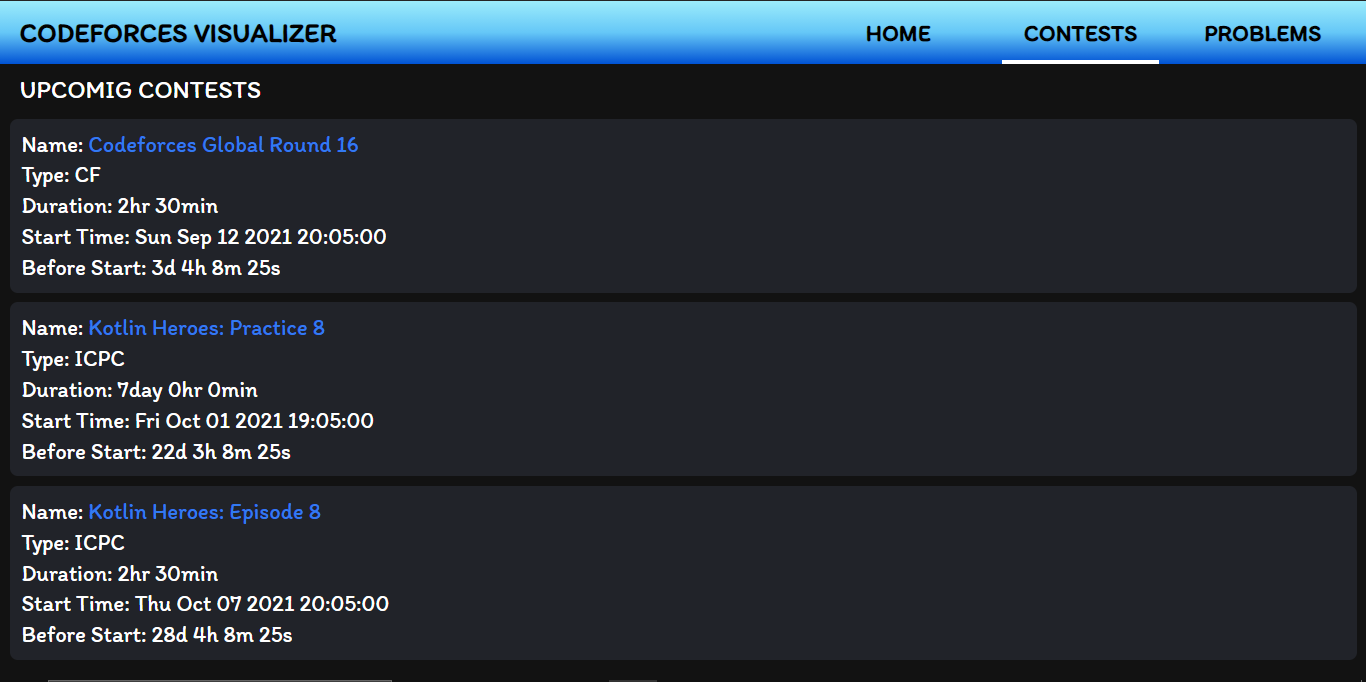 CODEFORCES VISUALIZER
HOME
CONTESTS
PROBLEMS
UPCOMIG CONTESTS
Name: Codeforces Global Round 16
Type: CF
Duration: 2hr 30min
Start Time: Sun Sep 12 2021 20:05:00
Before Start: 3d 4h 8m 25s
Name: Kotlin Heroes: Practice 8
Type: ICPC
Duration: 7day 0hr 0min
Start Time: Fri Oct 01 2021 19:05:00
Before Start: 22d 3h 8m 25s
Name: Kotlin Heroes: Episode 8
Type: ICPC
Duration: 2hr 30min
Start Time: Thu Oct 07 2021 20:05:00
Before Start: 28d 4h 8m 25s